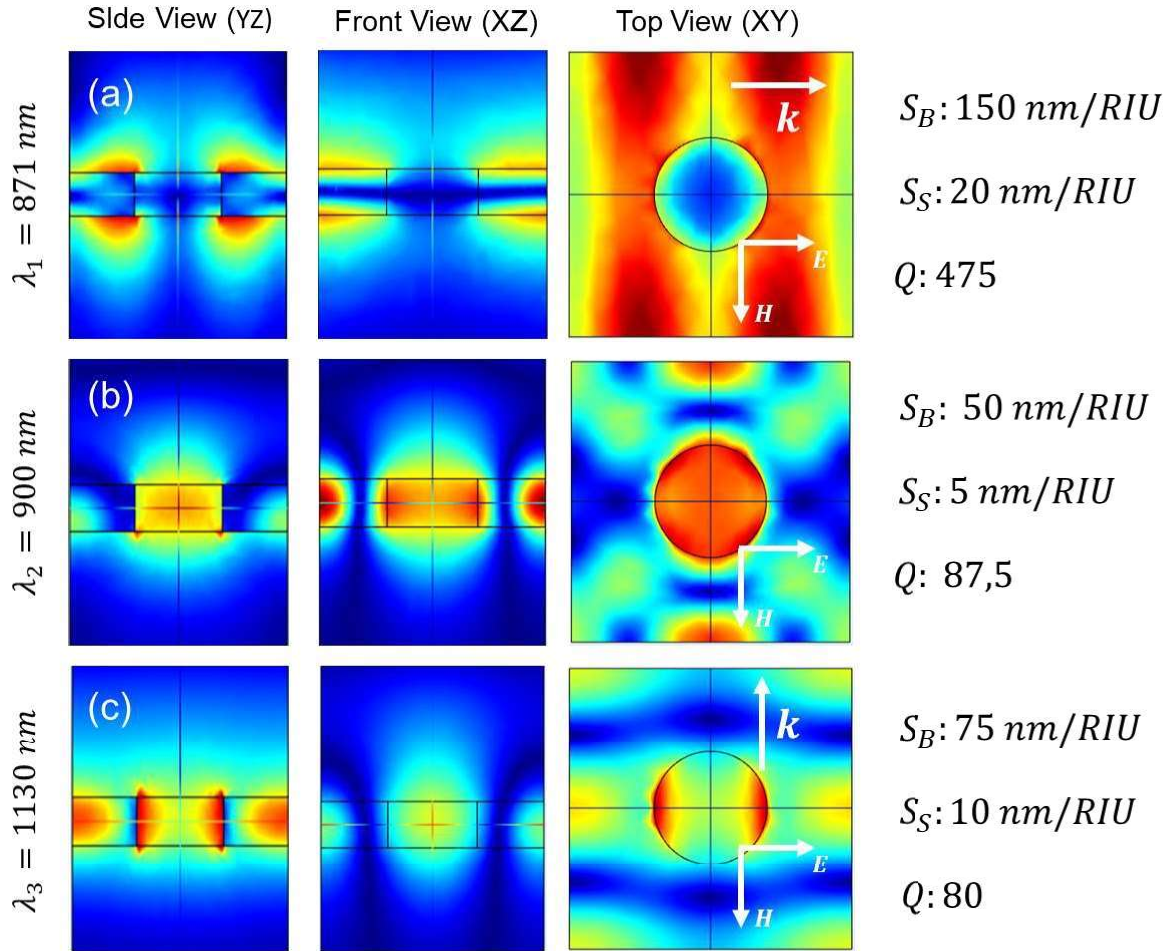 SIde View (YZ)
Front View (XZ)
Top View (XY)
λ₁ = 871 nm
(a)
k
E
H
S_B: 150 nm/RIU
S_S: 20 nm/RIU
Q: 475
λ₂ = 900 nm
(b)
E
H
S_B: 50 nm/RIU
S_S: 5 nm/RIU
Q: 87,5
λ₃ = 1130 nm
(c)
k
E
H
S_B: 75 nm/RIU
S_S: 10 nm/RIU
Q: 80